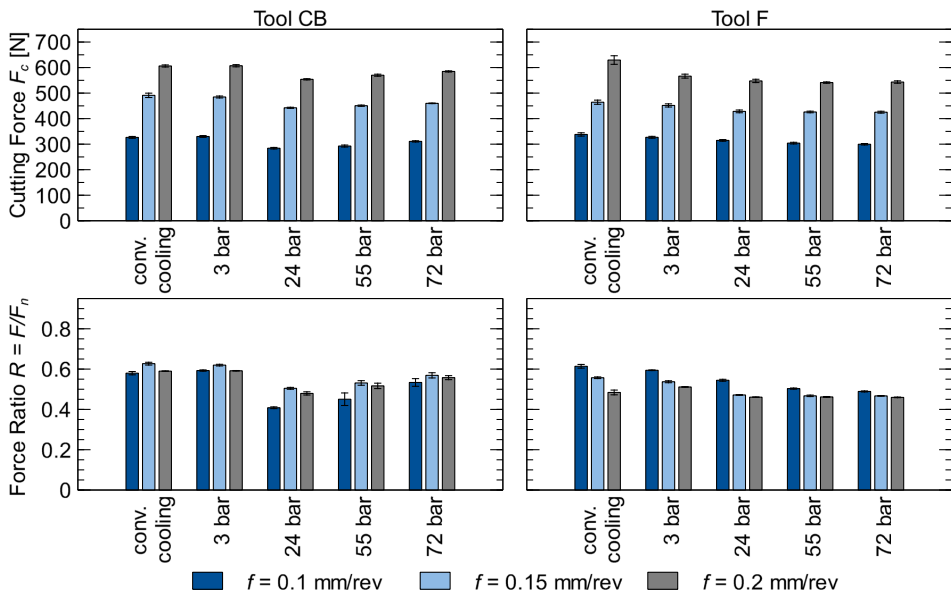 Tool CB
Tool F
Cutting Force F_c [N]
700
600
500
400
300
200
100
0
conv. cooling
3 bar
24 bar
55 bar
72 bar
conv. cooling
3 bar
24 bar
55 bar
72 bar
Force Ratio R = F/F_n
0.8
0.6
0.4
0.2
0
conv. cooling
3 bar
24 bar
55 bar
72 bar
conv. cooling
3 bar
24 bar
55 bar
72 bar
f = 0.1 mm/rev
f = 0.15 mm/rev
f = 0.2 mm/rev